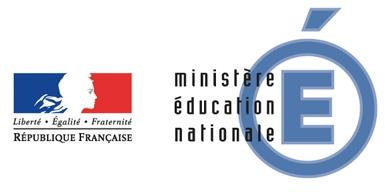 Liberté • Égalité • Fraternité
RÉPUBLIQUE FRANÇAISE
ministère
éducation
nationale
É